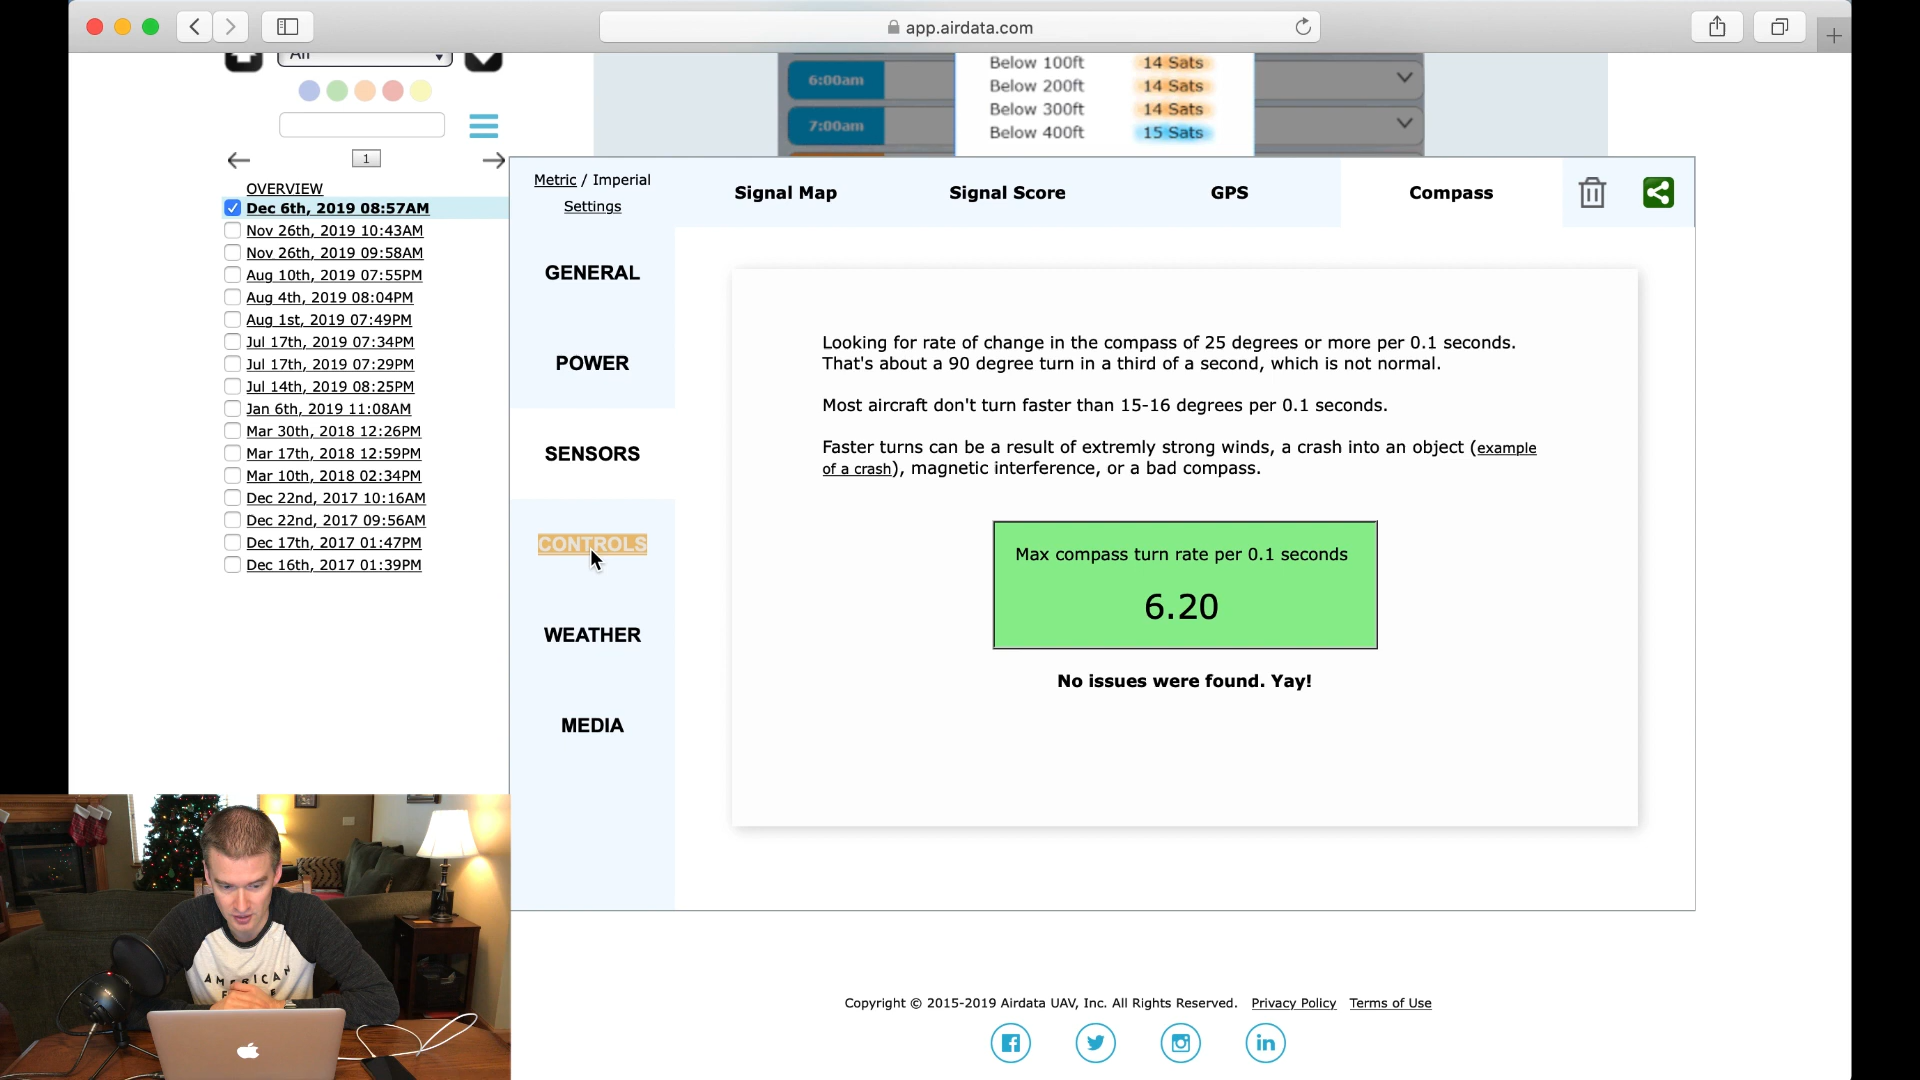 app.airdata.com
All
6:00am
7:00am
Below 100ft 14 Sats
Below 200ft 14 Sats
Below 300ft 14 Sats
Below 400ft 15 Sats
1
OVERVIEW
Dec 6th, 2019 08:57AM
Nov 26th, 2019 10:43AM
Nov 26th, 2019 09:58AM
Aug 10th, 2019 07:55PM
Aug 4th, 2019 08:04PM
Aug 1st, 2019 07:49PM
Jul 17th, 2019 07:34PM
Jul 17th, 2019 07:29PM
Jul 14th, 2019 08:25PM
Jan 6th, 2019 11:08AM
Mar 30th, 2018 12:26PM
Mar 17th, 2018 12:59PM
Mar 10th, 2018 02:34PM
Dec 22nd, 2017 10:16AM
Dec 22nd, 2017 09:56AM
Dec 17th, 2017 01:47PM
Dec 16th, 2017 01:39PM
Metric / Imperial
Settings
Signal Map Signal Score GPS Compass
GENERAL
POWER
SENSORS
CONTROLS
WEATHER
MEDIA
Looking for rate of change in the compass of 25 degrees or more per 0.1 seconds.
That's about a 90 degree turn in a third of a second, which is not normal.
Most aircraft don't turn faster than 15-16 degrees per 0.1 seconds.
Faster turns can be a result of extremly strong winds, a crash into an object (example
of a crash), magnetic interference, or a bad compass.
Max compass turn rate per 0.1 seconds
6.20
No issues were found. Yay!
AMERICAN
Copyright © 2015-2019 Airdata UAV, Inc. All Rights Reserved. Privacy Policy Terms of Use